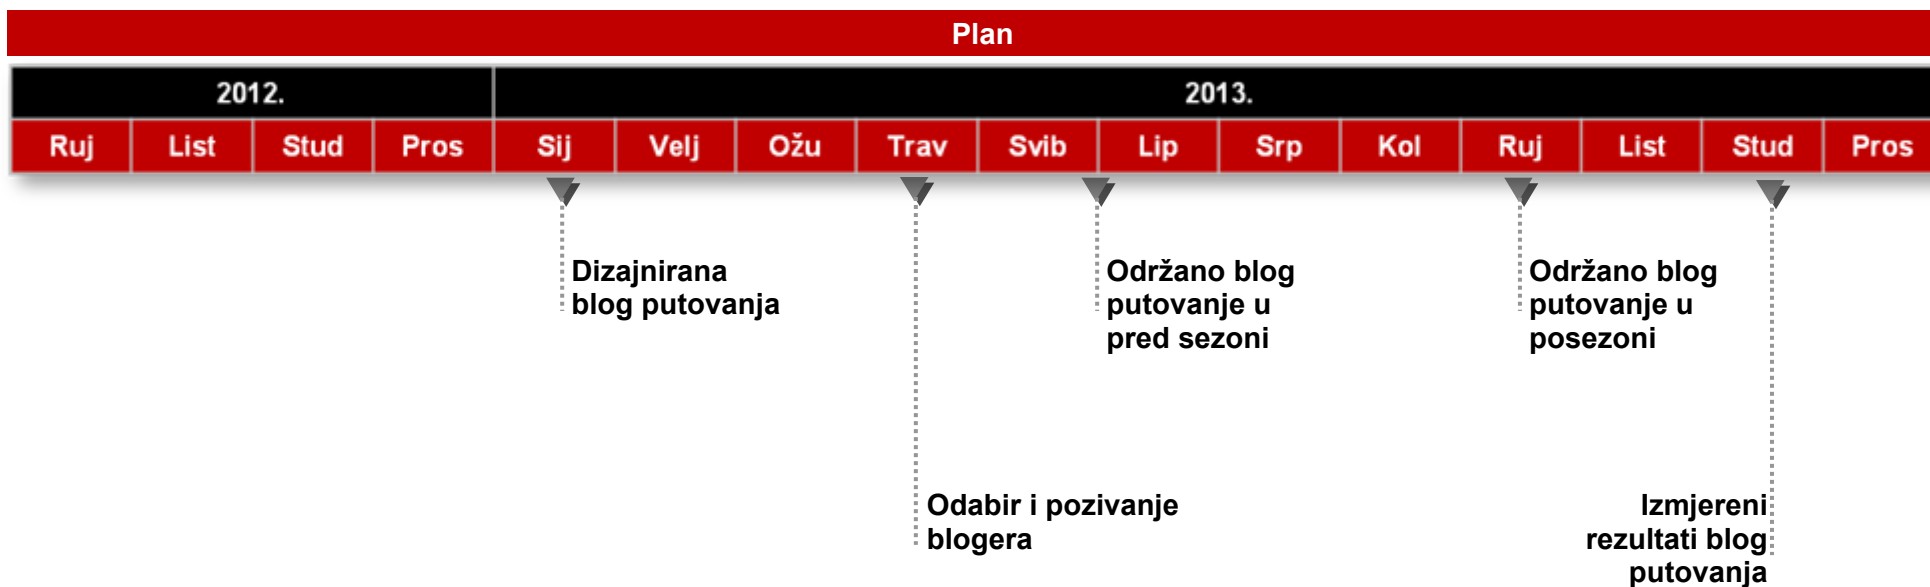 Plan
2012. 2013.
Ruj List Stud Pros Sij Velj Ožu Trav Svib Lip Srp Kol Ruj List Stud Pros
Dizajnirana
blog putovanja
Održano blog
putovanje u
pred sezoni
Održano blog
putovanje u
posezoni
Odabir i pozivanje
blogera
Izmjereni
rezultati blog
putovanja